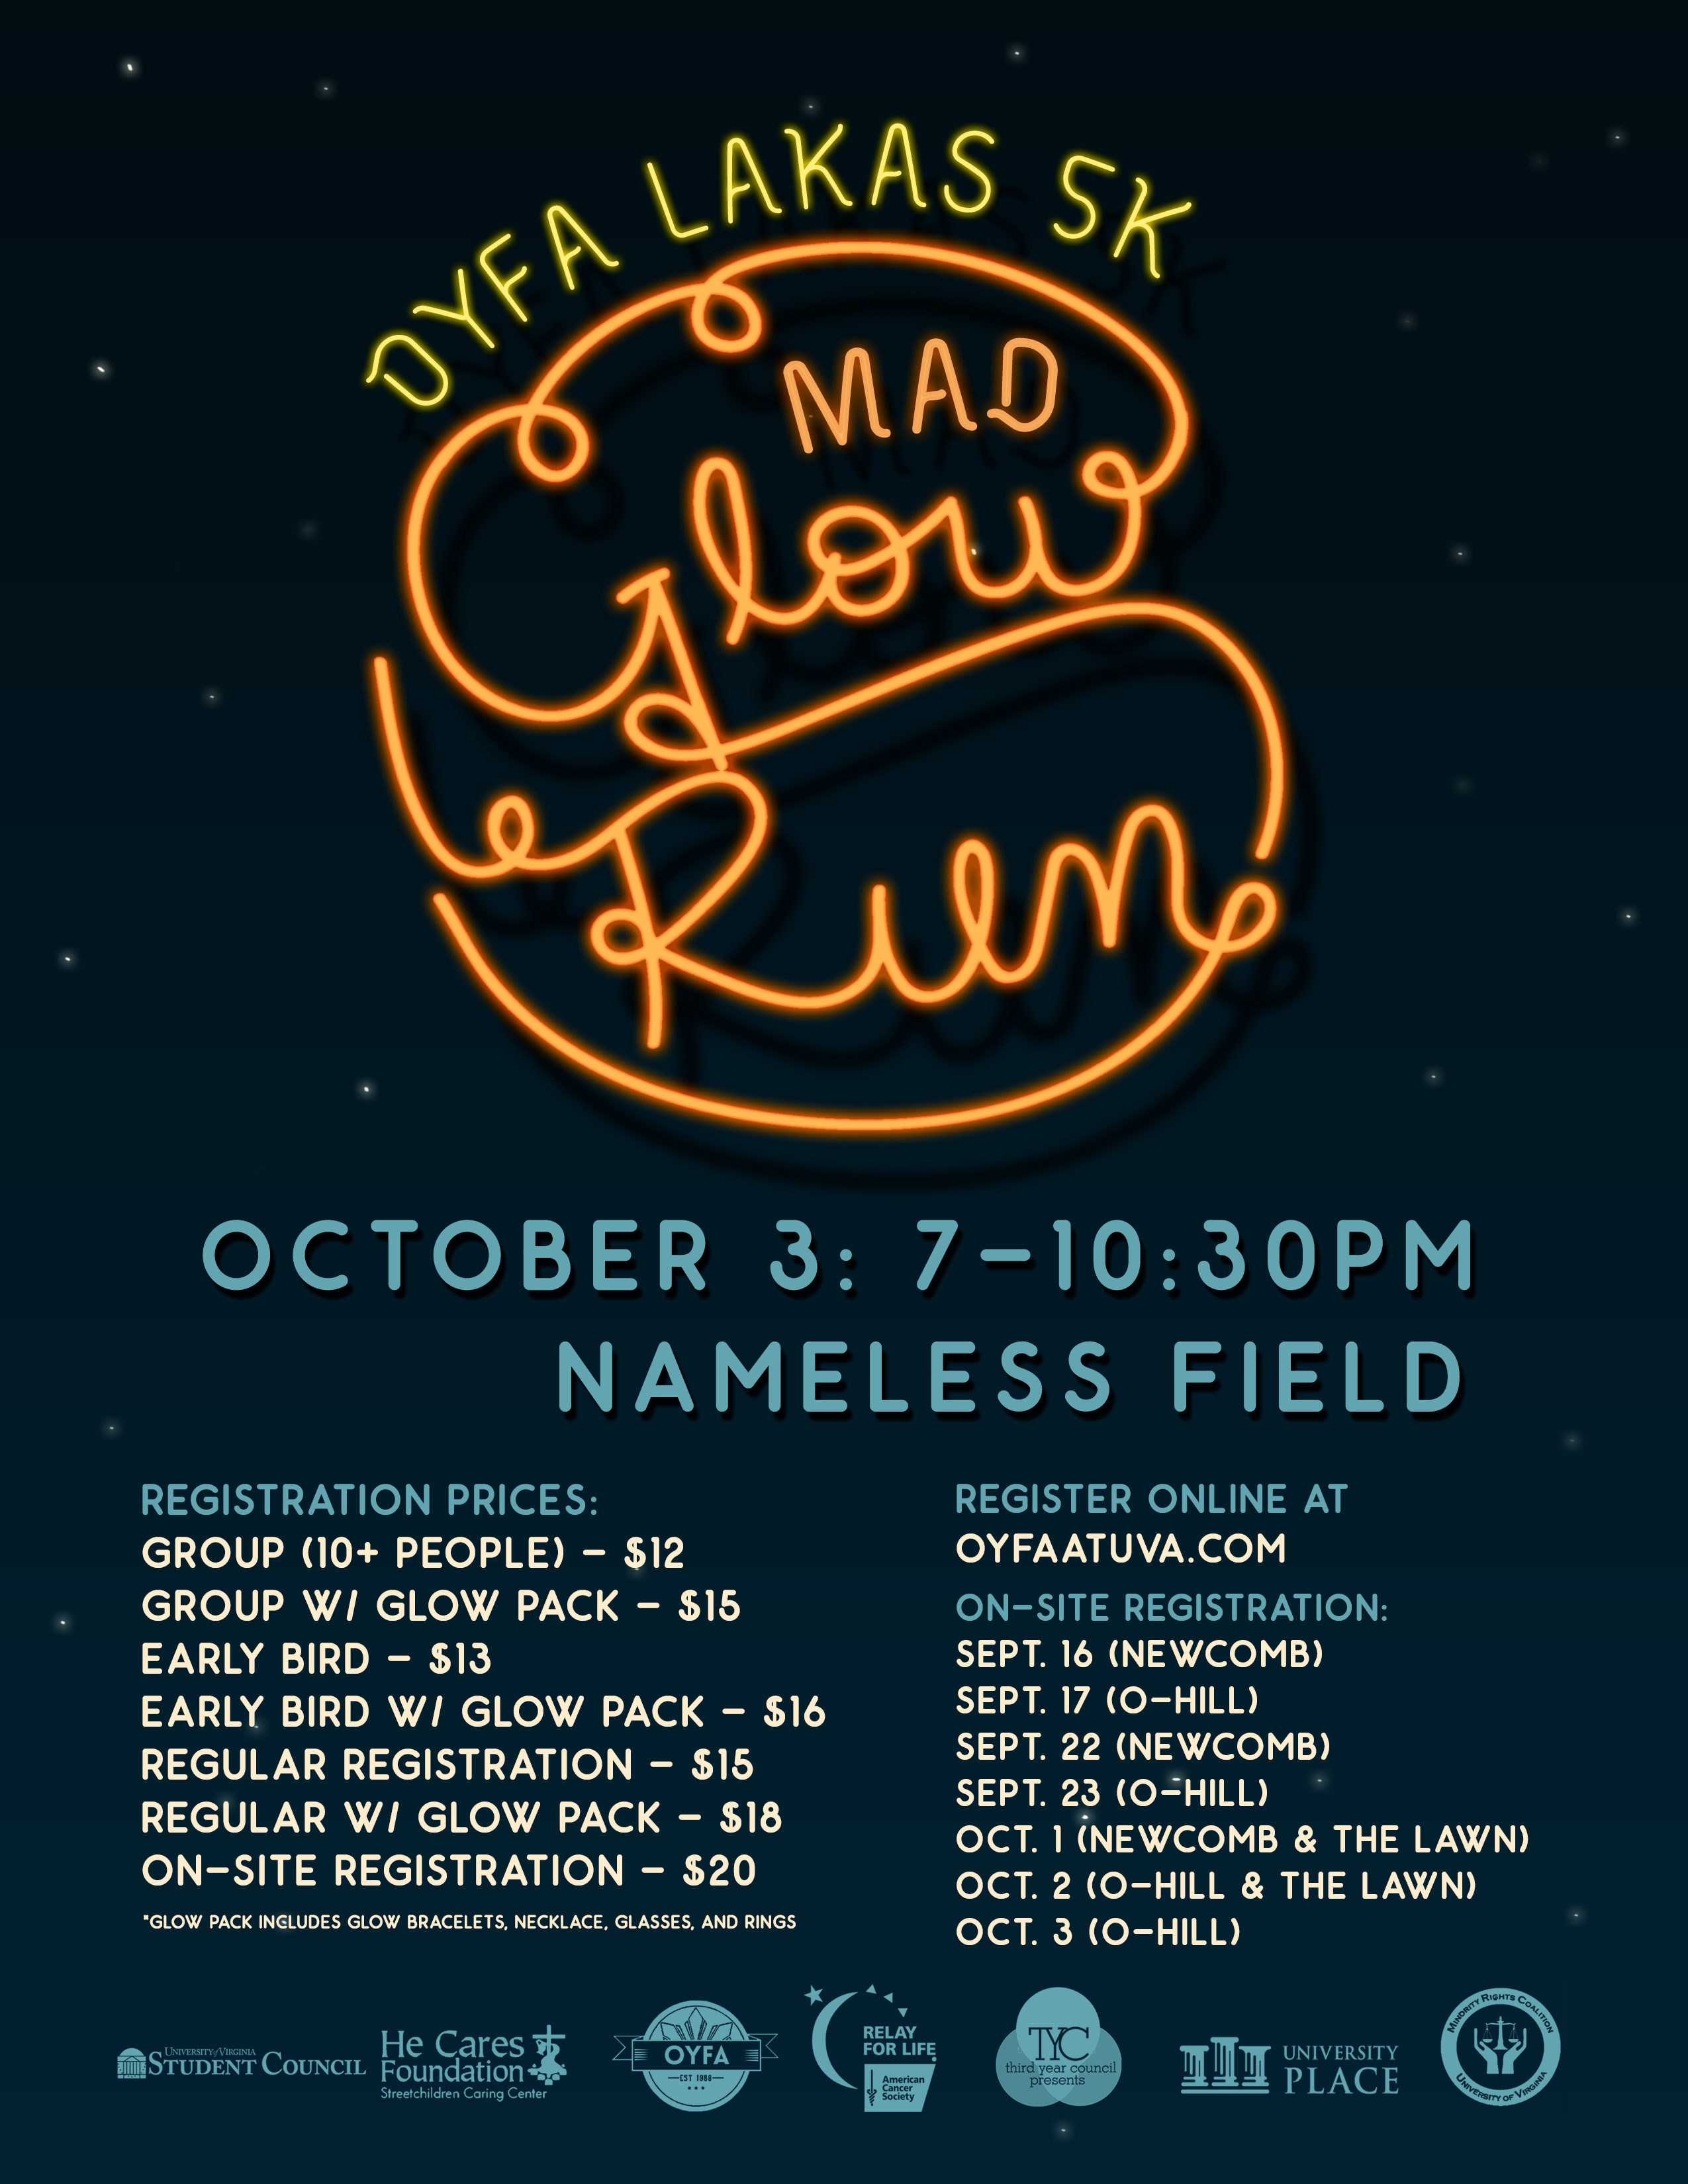 OYFA LAKAS 5K
MAD
Glow
Run
OCTOBER 3: 7-10:30PM
NAMELESS FIELD
REGISTRATION PRICES:
GROUP (10+ PEOPLE) - $12
GROUP W/ GLOW PACK - $15
EARLY BIRD - $13
EARLY BIRD W/ GLOW PACK - $16
REGULAR REGISTRATION - $15
REGULAR W/ GLOW PACK - $18
ON-SITE REGISTRATION - $20
*GLOW PACK INCLUDES GLOW BRACELETS, NECKLACE, GLASSES, AND RINGS
REGISTER ONLINE AT
OYFAATUVA.COM
ON-SITE REGISTRATION:
SEPT. 16 (NEWCOMB)
SEPT. 17 (O-HILL)
SEPT. 22 (NEWCOMB)
SEPT. 23 (O-HILL)
OCT. 1 (NEWCOMB & THE LAWN)
OCT. 2 (O-HILL & THE LAWN)
OCT. 3 (O-HILL)
UNIVERSITY of VIRGINIA
STUDENT COUNCIL
He Cares
Foundation
Streetchildren Caring Center
OYFA
EST 1988
RELAY
FOR LIFE
American
Cancer
Society
TYC
third year council
presents
UNIVERSITY
PLACE
MINORITY RIGHTS COALITION
UNIVERSITY OF VIRGINIA